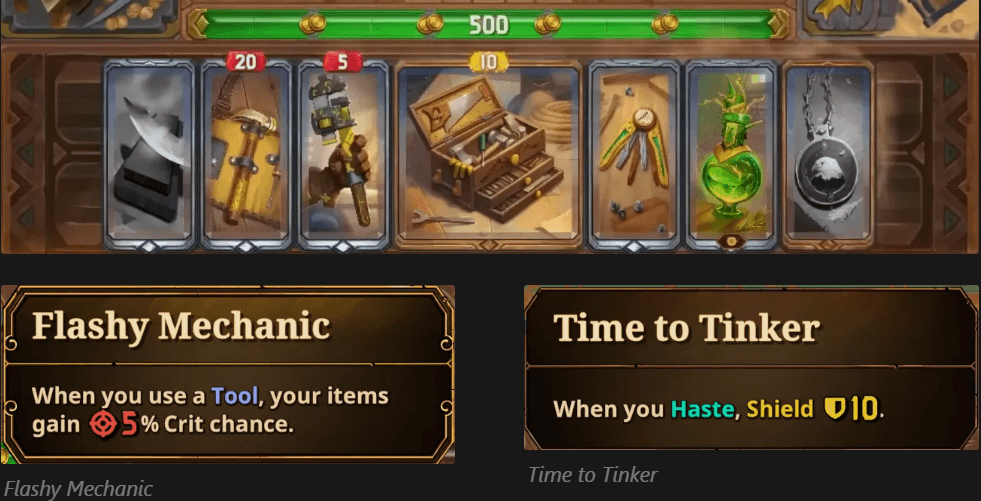 500
20
5
10
Flashy Mechanic
When you use a Tool, your items
gain 5% Crit chance.
Flashy Mechanic
Time to Tinker
When you Haste, Shield 10.
Time to Tinker